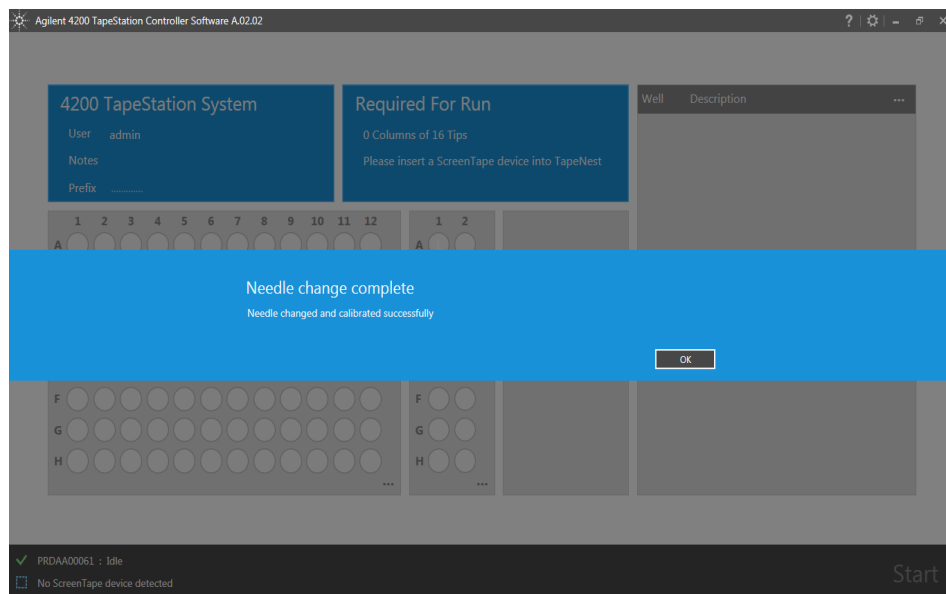 Agilent 4200 TapeStation Controller Software A.02.02
?
4200 TapeStation System
User admin
Notes
Prefix ............
Required For Run
0 Columns of 16 Tips
Please insert a ScreenTape device into TapeNest
Well Description ...
1 2 3 4 5 6 7 8 9 10 11 12
A
1 2
A
Needle change complete
Needle changed and calibrated successfully
OK
F
G
H
...
F
G
H
...
PRDAA00061 : Idle
No ScreenTape device detected
Start